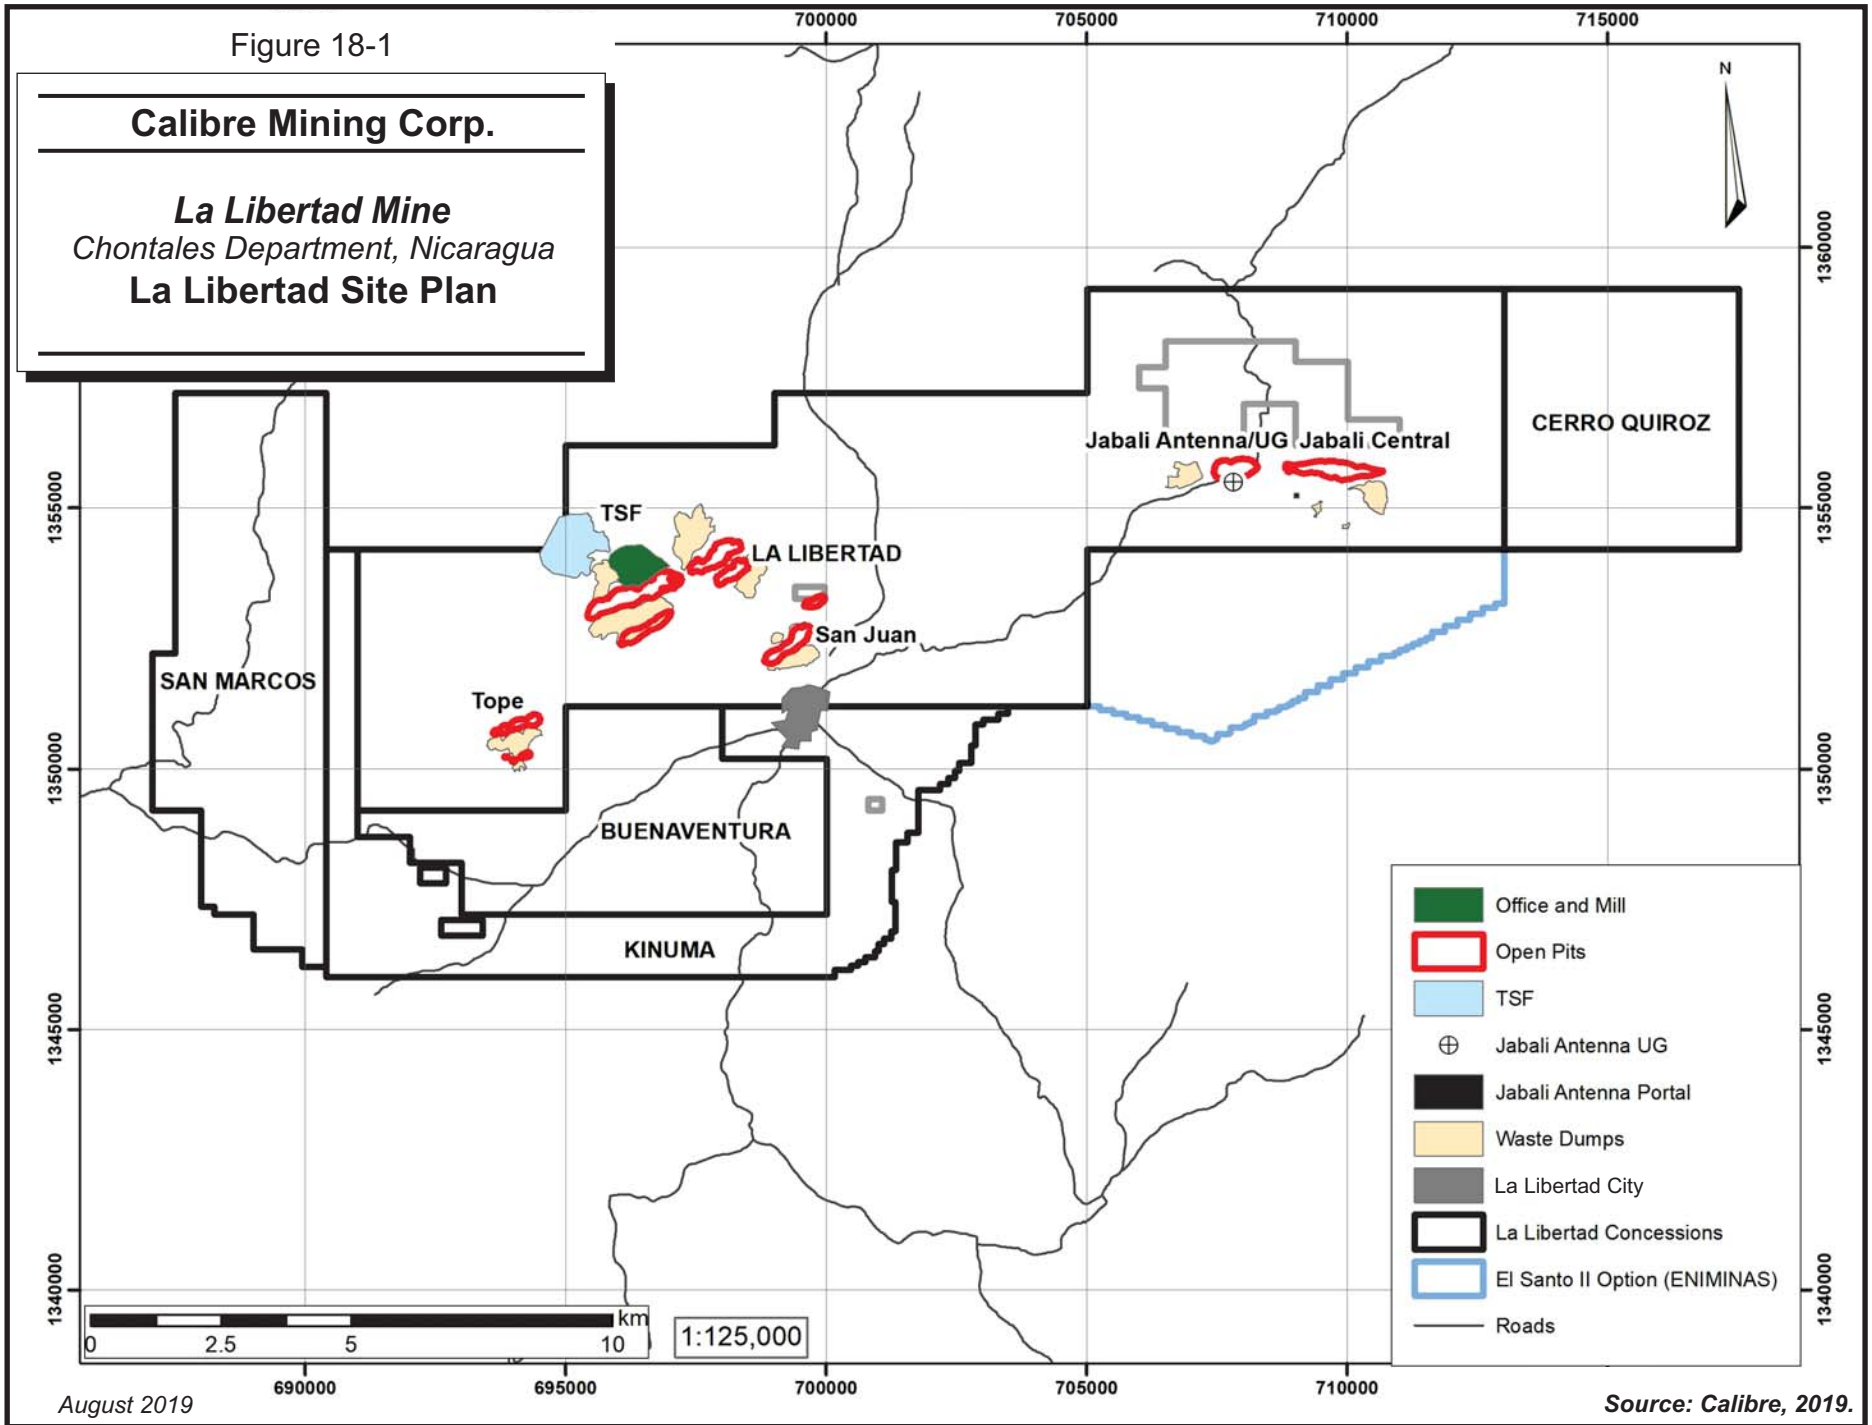 Figure 18-1
Calibre Mining Corp.
La Libertad Mine
Chontales Department, Nicaragua
La Libertad Site Plan
700000
705000
710000
715000
N
1360000
1355000
1350000
1345000
1340000
1355000
1350000
1345000
1340000
CERRO QUIROZ
Jabali Antenna/UG
Jabali Central
TSF
LA LIBERTAD
San Juan
SAN MARCOS
Tope
BUENAVENTURA
KINUMA
Office and Mill
Open Pits
TSF
Jabali Antenna UG
Jabali Antenna Portal
Waste Dumps
La Libertad City
La Libertad Concessions
El Santo II Option (ENIMINAS)
Roads
km
0
2.5
5
10
1:125,000
690000
695000
700000
705000
710000
August 2019
Source: Calibre, 2019.